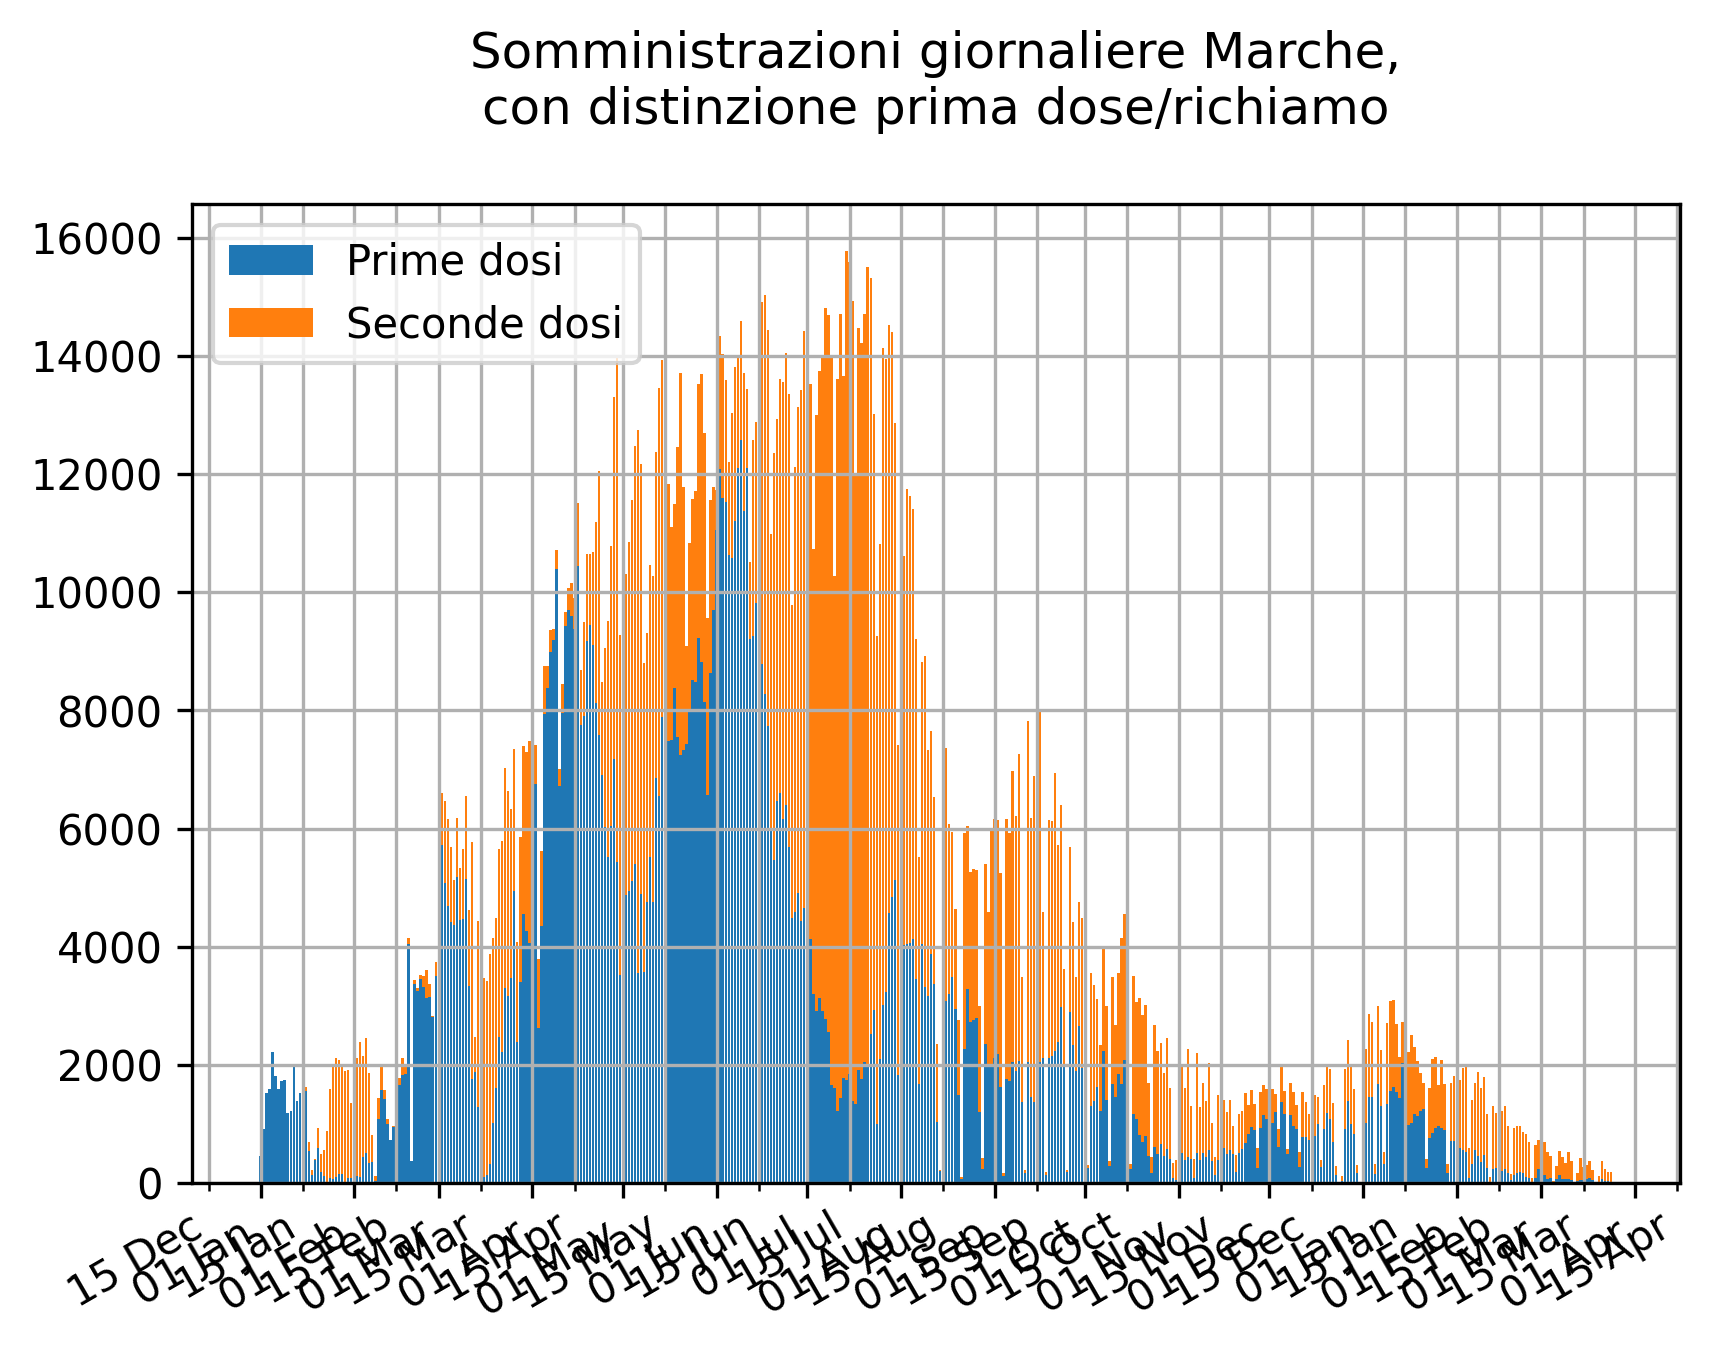 Somministrazioni giornaliere Marche,
con distinzione prima dose/richiamo
Prime dosi
Seconde dosi
16000
14000
12000
10000
8000
6000
4000
2000
0
15 Dec
01 Jan
15 Jan
01 Feb
15 Feb
01 Mar
15 Mar
01 Apr
15 Apr
01 May
15 May
01 Jun
15 Jun
01 Jul
15 Jul
01 Aug
15 Aug
01 Sep
15 Sep
01 Oct
15 Oct
01 Nov
15 Nov
01 Dec
15 Dec
01 Jan
15 Jan
01 Feb
15 Feb
01 Mar
15 Mar
01 Apr
15 Apr